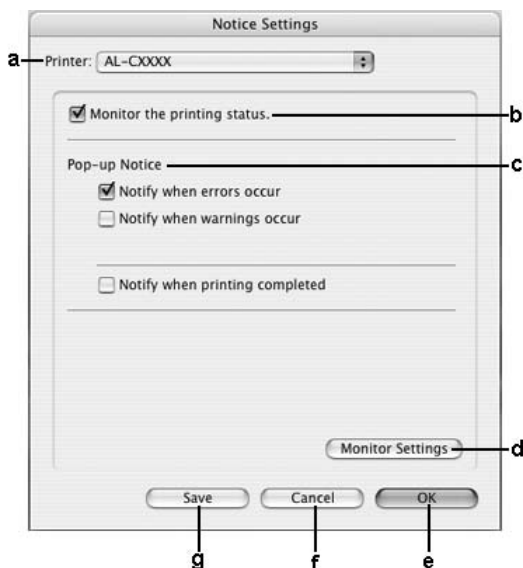 Notice Settings
a Printer: AL-CXXXX
Monitor the printing status. b
Pop-up Notice c
Notify when errors occur
Notify when warnings occur
Notify when printing completed
Monitor Settings d
Save Cancel OK
g f e